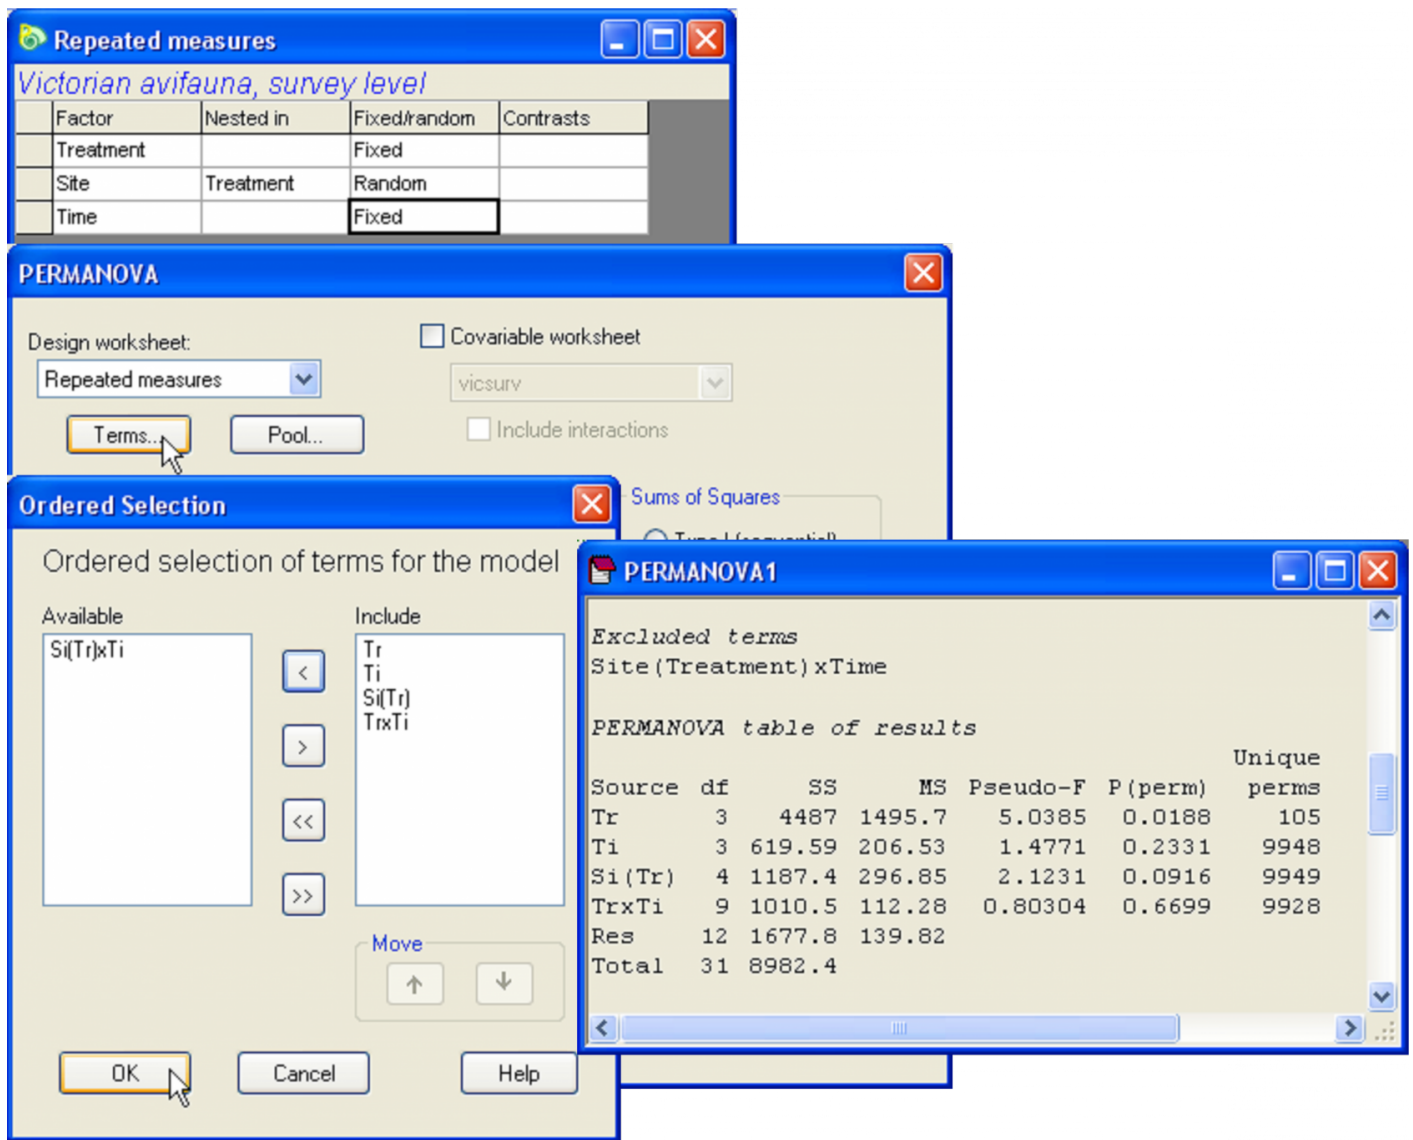 Repeated measures
Victorian avifauna, survey level
Factor Nested in Fixed/random Contrasts
Treatment Fixed
Site Treatment Random
Time Fixed
PERMANOVA
Design worksheet:
Covariable worksheet
Repeated measures
vicsurv
Terms...
Pool...
Include interactions
Sums of Squares
Type I (sequential)
Ordered Selection
Ordered selection of terms for the model
Available
Include
Si(Tr)xTi
Tr
Ti
Si(Tr)
TrxTi
<
>
<<
>>
Move
OK
Cancel
Help
PERMANOVA1
Excluded terms
Site(Treatment)xTime
PERMANOVA table of results
Unique
Source df SS MS Pseudo-F P(perm) perms
Tr 3 4487 1495.7 5.0385 0.0188 105
Ti 3 619.59 206.53 1.4771 0.2331 9948
Si(Tr) 4 1187.4 296.85 2.1231 0.0916 9949
TrxTi 9 1010.5 112.28 0.80304 0.6699 9928
Res 12 1677.8 139.82
Total 31 8982.4